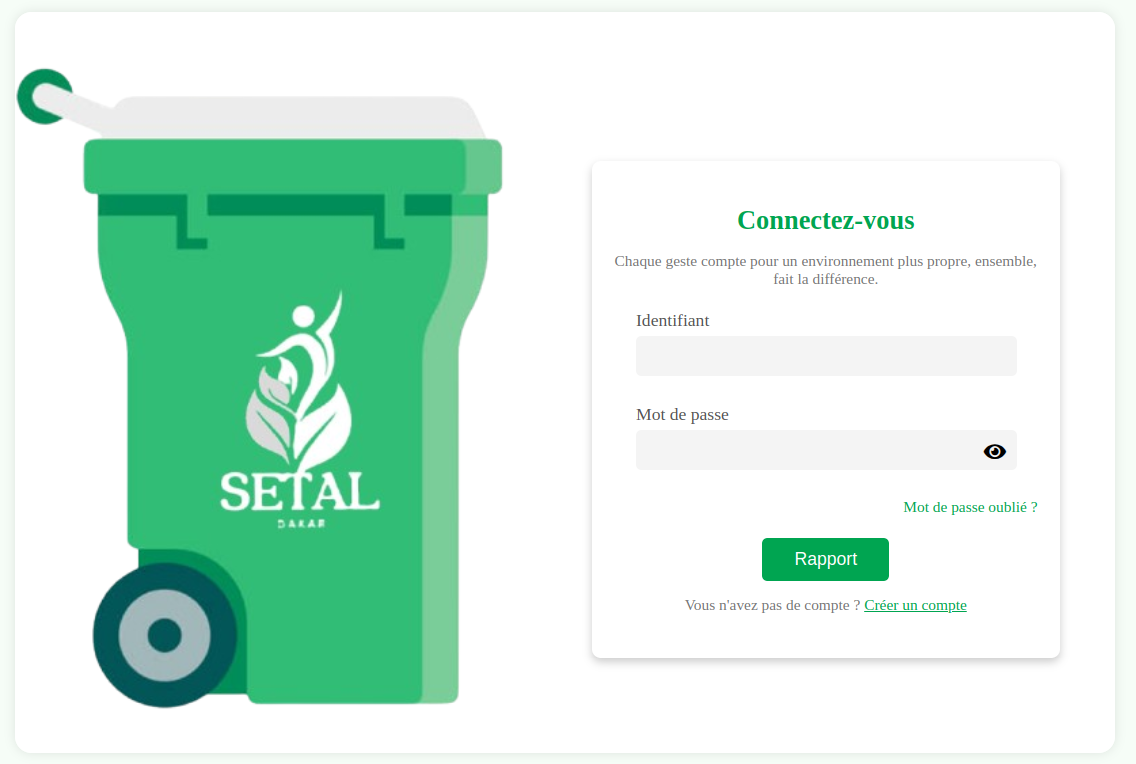 SETAL
DAKAR
Connectez-vous
Chaque geste compte pour un environnement plus propre, ensemble,
fait la différence.
Identifiant
Mot de passe
Mot de passe oublié ?
Rapport
Vous n'avez pas de compte ? Créer un compte